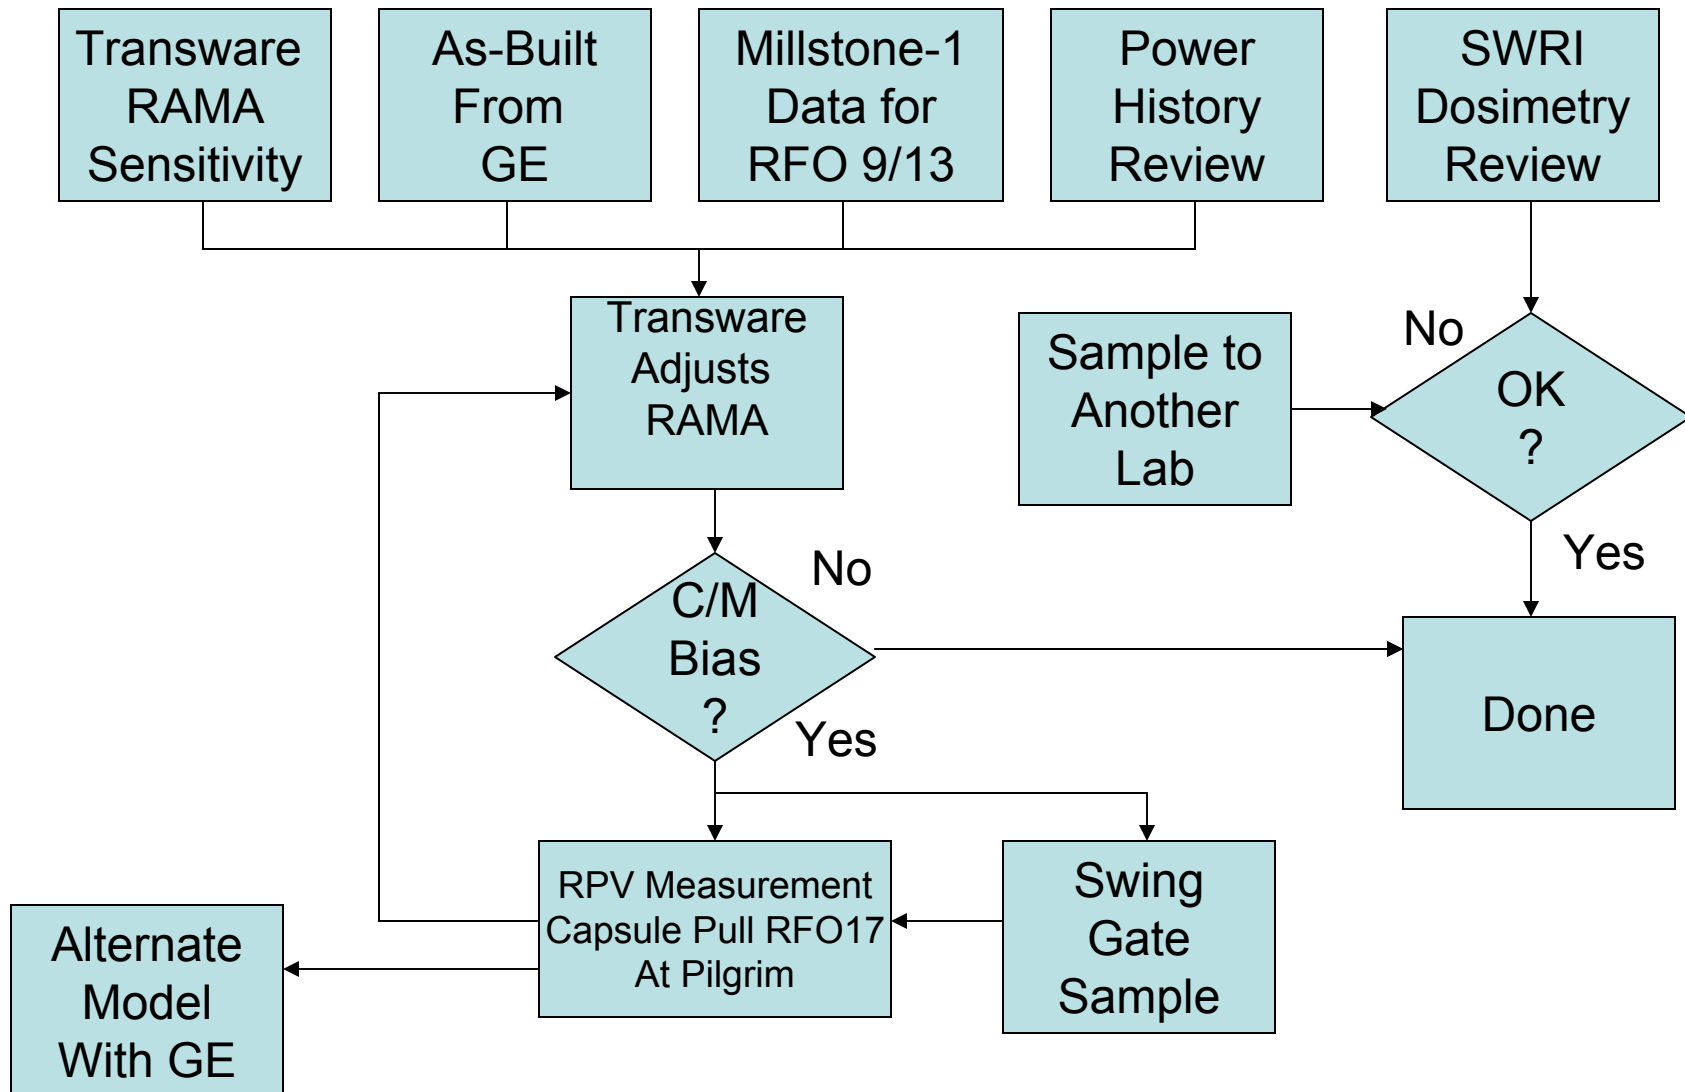 Transware
RAMA
Sensitivity
As-Built
From
GE
Millstone-1
Data for
RFO 9/13
Power
History
Review
SWRI
Dosimetry
Review
Transware
Adjusts
RAMA
Sample to
Another
Lab
No
OK
?
Yes
C/M
Bias
?
No
Yes
Done
RPV Measurement
Capsule Pull RFO17
At Pilgrim
Swing
Gate
Sample
Alternate
Model
With GE